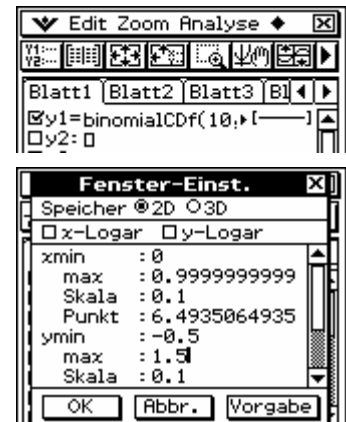 Edit Zoom Analyse
Y1:
Y2:
Blatt1 Blatt2 Blatt3 Bl
y1=binomialCDf(10,
y2:
Fenster-Einst.
Speicher 2D 3D
x-Logar y-Logar
xmin :0
max :0.9999999999
Skala :0.1
Punkt :6.4935064935
ymin :-0.5
max :1.5
Skala :0.1
OK Abbr. Vorgabe